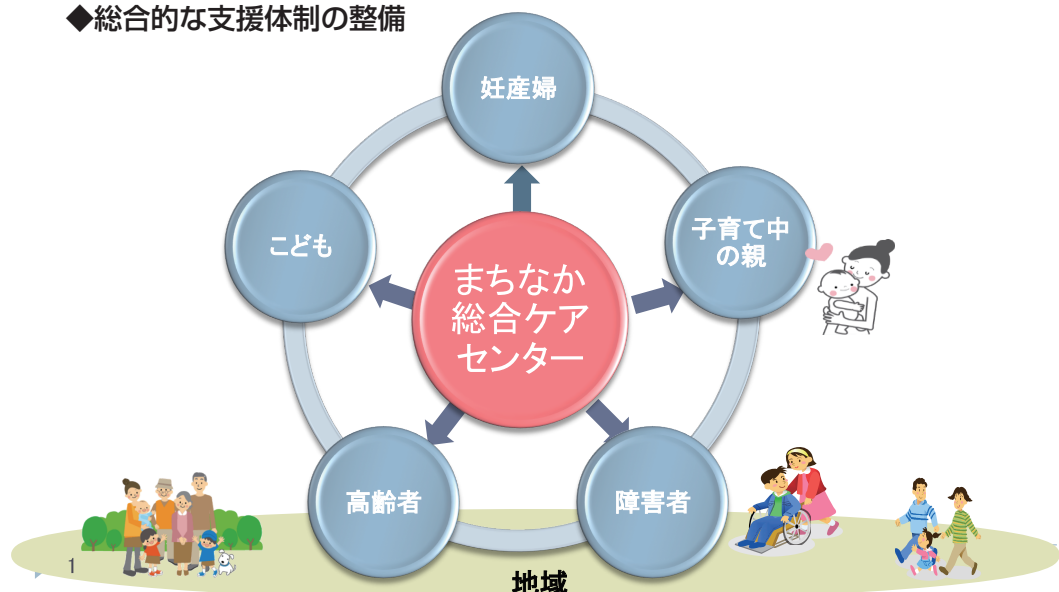 ◆総合的な支援体制の整備
妊産婦
こども
子育て中
の親
まちなか
総合ケア
センター
高齢者
障害者
1
地域